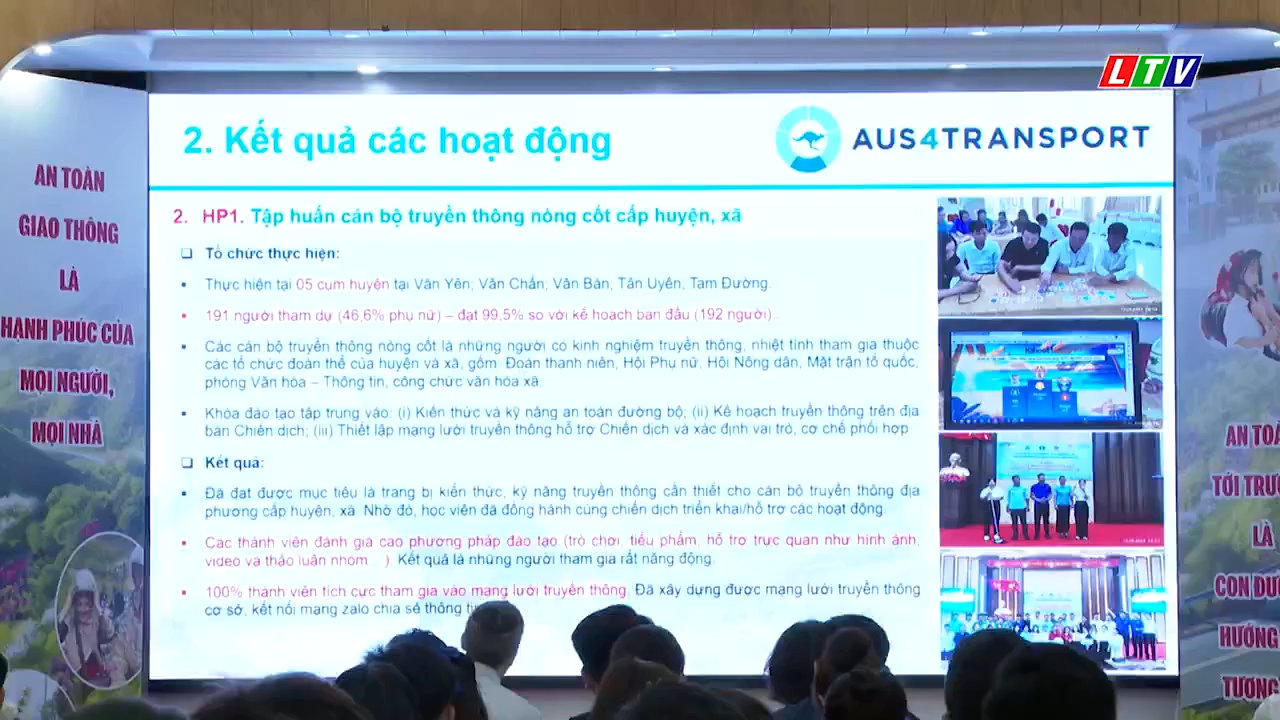 LTV
2. Kết quả các hoạt động
AUS4TRANSPORT
AN TOÀN
GIAO THÔNG
LÀ
HẠNH PHÚC CỦA
MỌI NGƯỜI,
MỌI NHÀ
2. HP1. Tập huấn cán bộ truyền thông nòng cốt cấp huyện, xã
❑ Tổ chức thực hiện:
• Thực hiện tại 05 cụm huyện tại Văn Yên; Văn Chấn; Văn Bàn; Tân Uyên, Tam Đường.
• 191 người tham dự (46,6% phụ nữ) – đạt 99,5% so với kế hoạch ban đầu (192 người).
• Các cán bộ truyền thông nòng cốt là những người có kinh nghiệm truyền thông, nhiệt tình tham gia thuộc
các tổ chức đoàn thể của huyện và xã, gồm: Đoàn thanh niên, Hội Phụ nữ, Hội Nông dân, Mặt trận tổ quốc,
phòng Văn hóa – Thông tin, công chức văn hóa xã.
• Khóa đào tạo tập trung vào: (i) Kiến thức và kỹ năng an toàn đường bộ; (ii) Kế hoạch truyền thông trên địa
bàn Chiến dịch; (iii) Thiết lập mạng lưới truyền thông hỗ trợ Chiến dịch và xác định vai trò, cơ chế phối hợp
❑ Kết quả:
• Đã đạt được mục tiêu là trang bị kiến thức, kỹ năng truyền thông cần thiết cho cán bộ truyền thông địa
phương cấp huyện, xã. Nhờ đó, học viên đã đồng hành cùng chiến dịch triển khai/hỗ trợ các hoạt động.
• Các thành viên đánh giá cao phương pháp đào tạo (trò chơi, tiểu phẩm, hỗ trợ trực quan như hình ảnh,
video và thảo luận nhóm...). Kết quả là những người tham gia rất năng động.
• 100% thành viên tích cực tham gia vào mạng lưới truyền thông. Đã xây dựng được mạng lưới truyền thông
cơ sở, kết nối mạng zalo chia sẻ thông
AN TOÀN
TỚI TRƯ
LÀ
CON ĐƯ
HƯỚNG
TƯƠNG